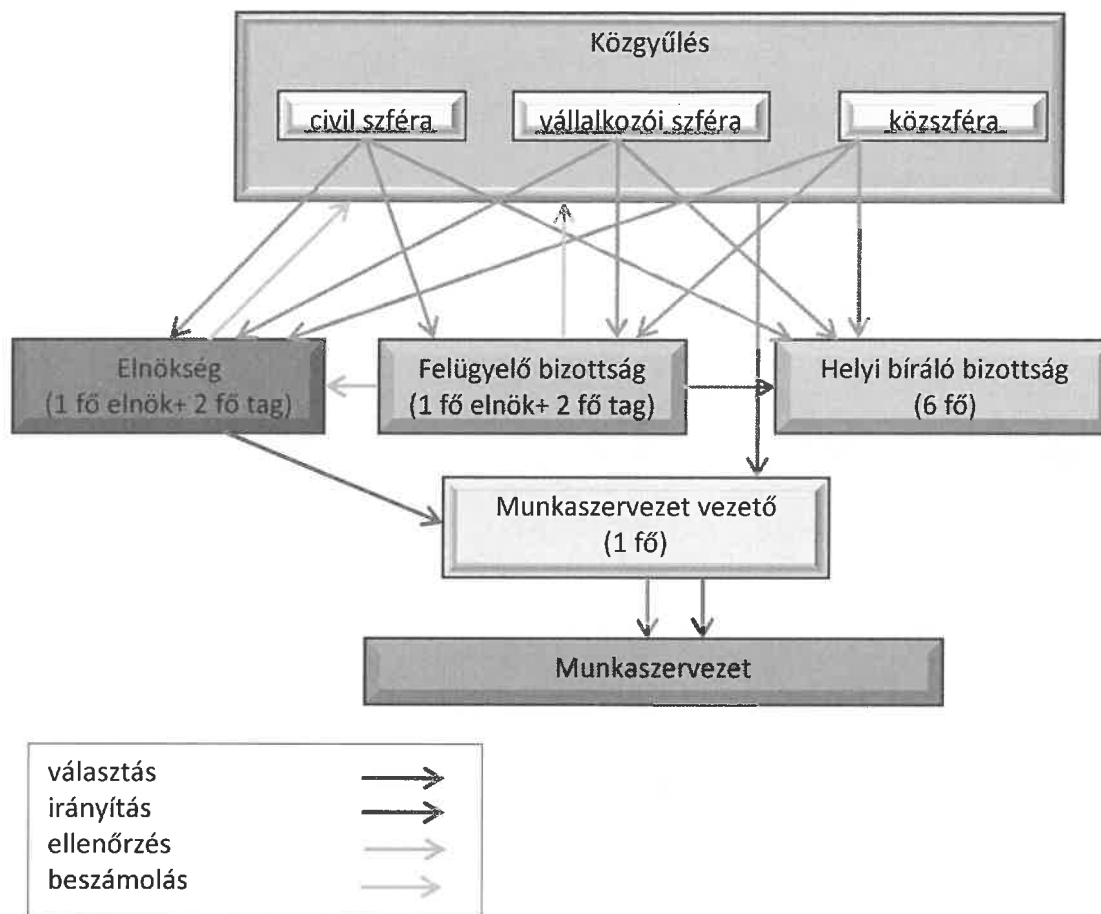 Közgyűlés
civil szféra
vállalkozói szféra
közszféra
Elnökség
(1 fő elnök+ 2 fő tag)
Felügyelő bizottság
(1 fő elnök+ 2 fő tag)
Helyi bíráló bizottság
(6 fő)
Munkaszervezet vezető
(1 fő)
Munkaszervezet
választás
irányítás
ellenőrzés
beszámolás